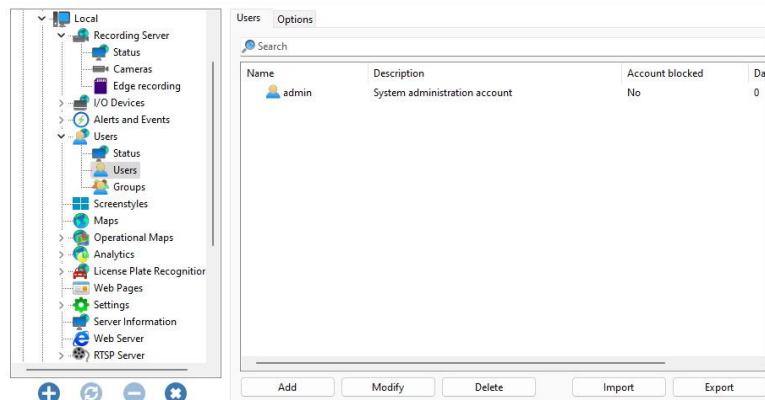 Local
Recording Server
Status
Cameras
Edge recording
I/O Devices
Alerts and Events
Users
Status
Users
Groups
Screenstyles
Maps
Operational Maps
Analytics
License Plate Recognition
Web Pages
Settings
Server Information
Web Server
RTSP Server
Users Options
Search
Name Description Account blocked Da
admin System administration account No 0
Add Modify Delete Import Export